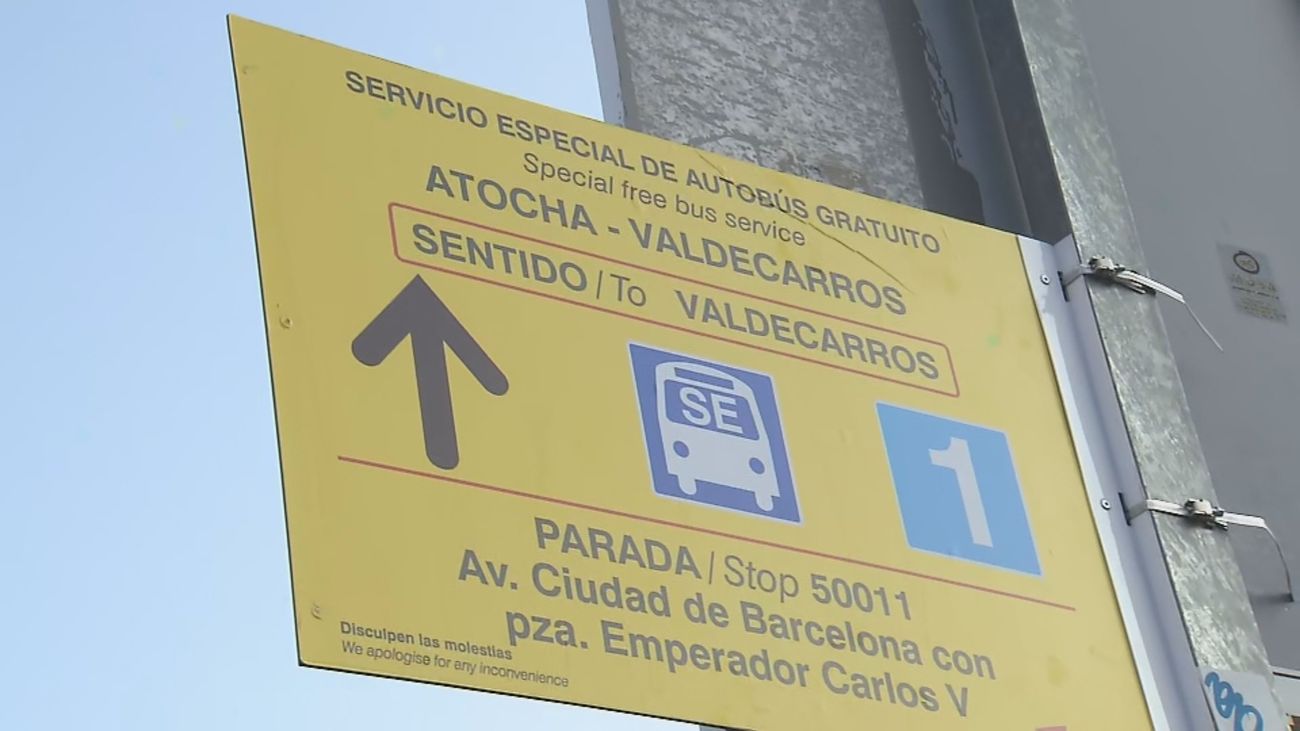 SERVICIO ESPECIAL DE AUTOBÚS GRATUITO
Special free bus service
ATOCHA - VALDECARROS
SENTIDO / To VALDECARROS
SE
1
PARADA / Stop 50011
Av. Ciudad de Barcelona con
pza. Emperador Carlos V
Disculpen las molestias
We apologise for any inconvenience